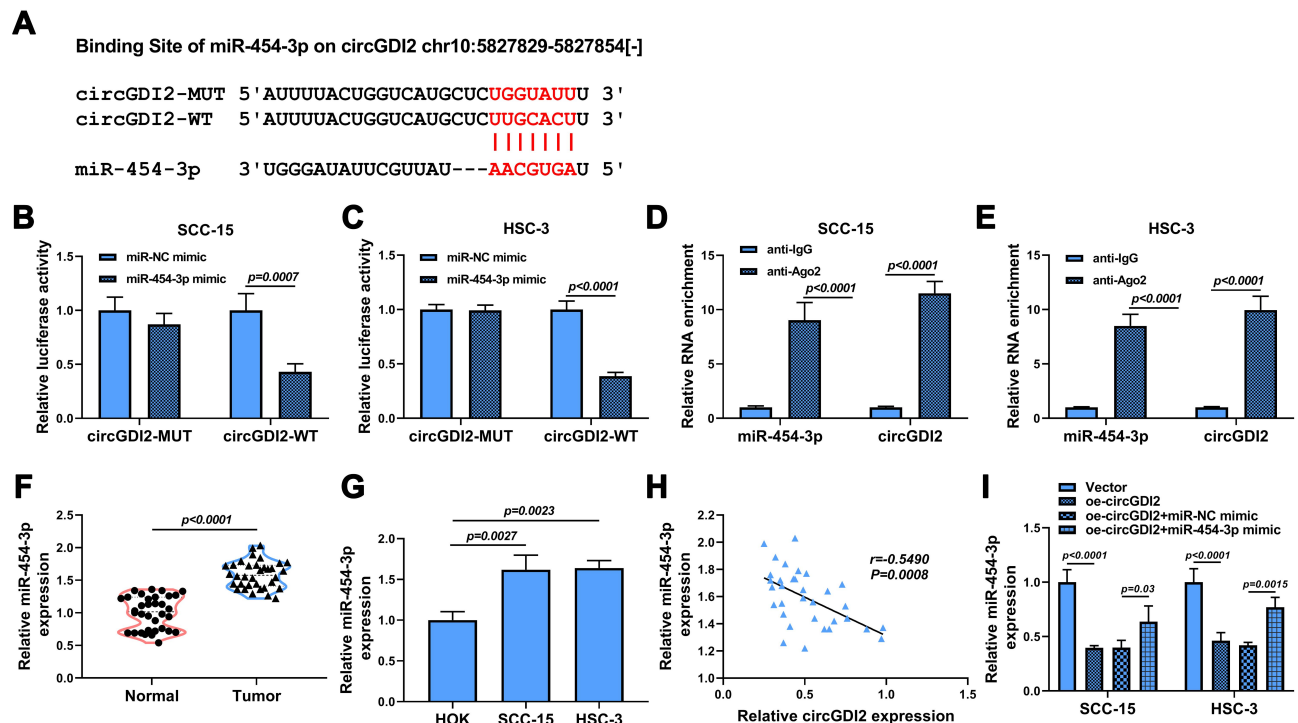 A
Binding Site of miR-454-3p on circGDI2 chr10:5827829-5827854[-]
circGDI2-MUT 5'AUUUUACUGGUCAUGCUCUGGUAUUU 3'
circGDI2-WT 5'AUUUUACUGGUCAUGCUCUUGCACUU 3'
miR-454-3p 3'UGGGAUAUUCGUUAU---AACGUGAU 5'
B
SCC-15
Relative luciferase activity
miR-NC mimic
miR-454-3p mimic
p=0.0007
1.5
1.0
0.5
0.0
circGDI2-MUT
circGDI2-WT
C
HSC-3
Relative luciferase activity
miR-NC mimic
miR-454-3p mimic
p<0.0001
1.5
1.0
0.5
0.0
circGDI2-MUT
circGDI2-WT
D
SCC-15
Relative RNA enrichment
anti-IgG
anti-Ago2
p<0.0001
p<0.0001
15
10
5
0
miR-454-3p
circGDI2
E
HSC-3
Relative RNA enrichment
anti-IgG
anti-Ago2
p<0.0001
p<0.0001
15
10
5
0
miR-454-3p
circGDI2
F
Relative miR-454-3p
expression
p<0.0001
2.5
2.0
1.5
1.0
0.5
0.0
Normal
Tumor
G
Relative miR-454-3p
expression
p=0.0023
p=0.0027
2.5
2.0
1.5
1.0
0.5
0.0
HOK
SCC-15
HSC-3
H
Relative miR-454-3p
expression
r=-0.5490
P=0.0008
2.2
2.0
1.8
1.6
1.4
1.2
1.0
0.0
0.5
1.0
1.5
Relative circGDI2 expression
I
Vector
oe-circGDI2
oe-circGDI2+miR-NC mimic
oe-circGDI2+miR-454-3p mimic
Relative miR-454-3p
expression
p<0.0001
p=0.03
p<0.0001
p=0.0015
1.5
1.0
0.5
0.0
SCC-15
HSC-3